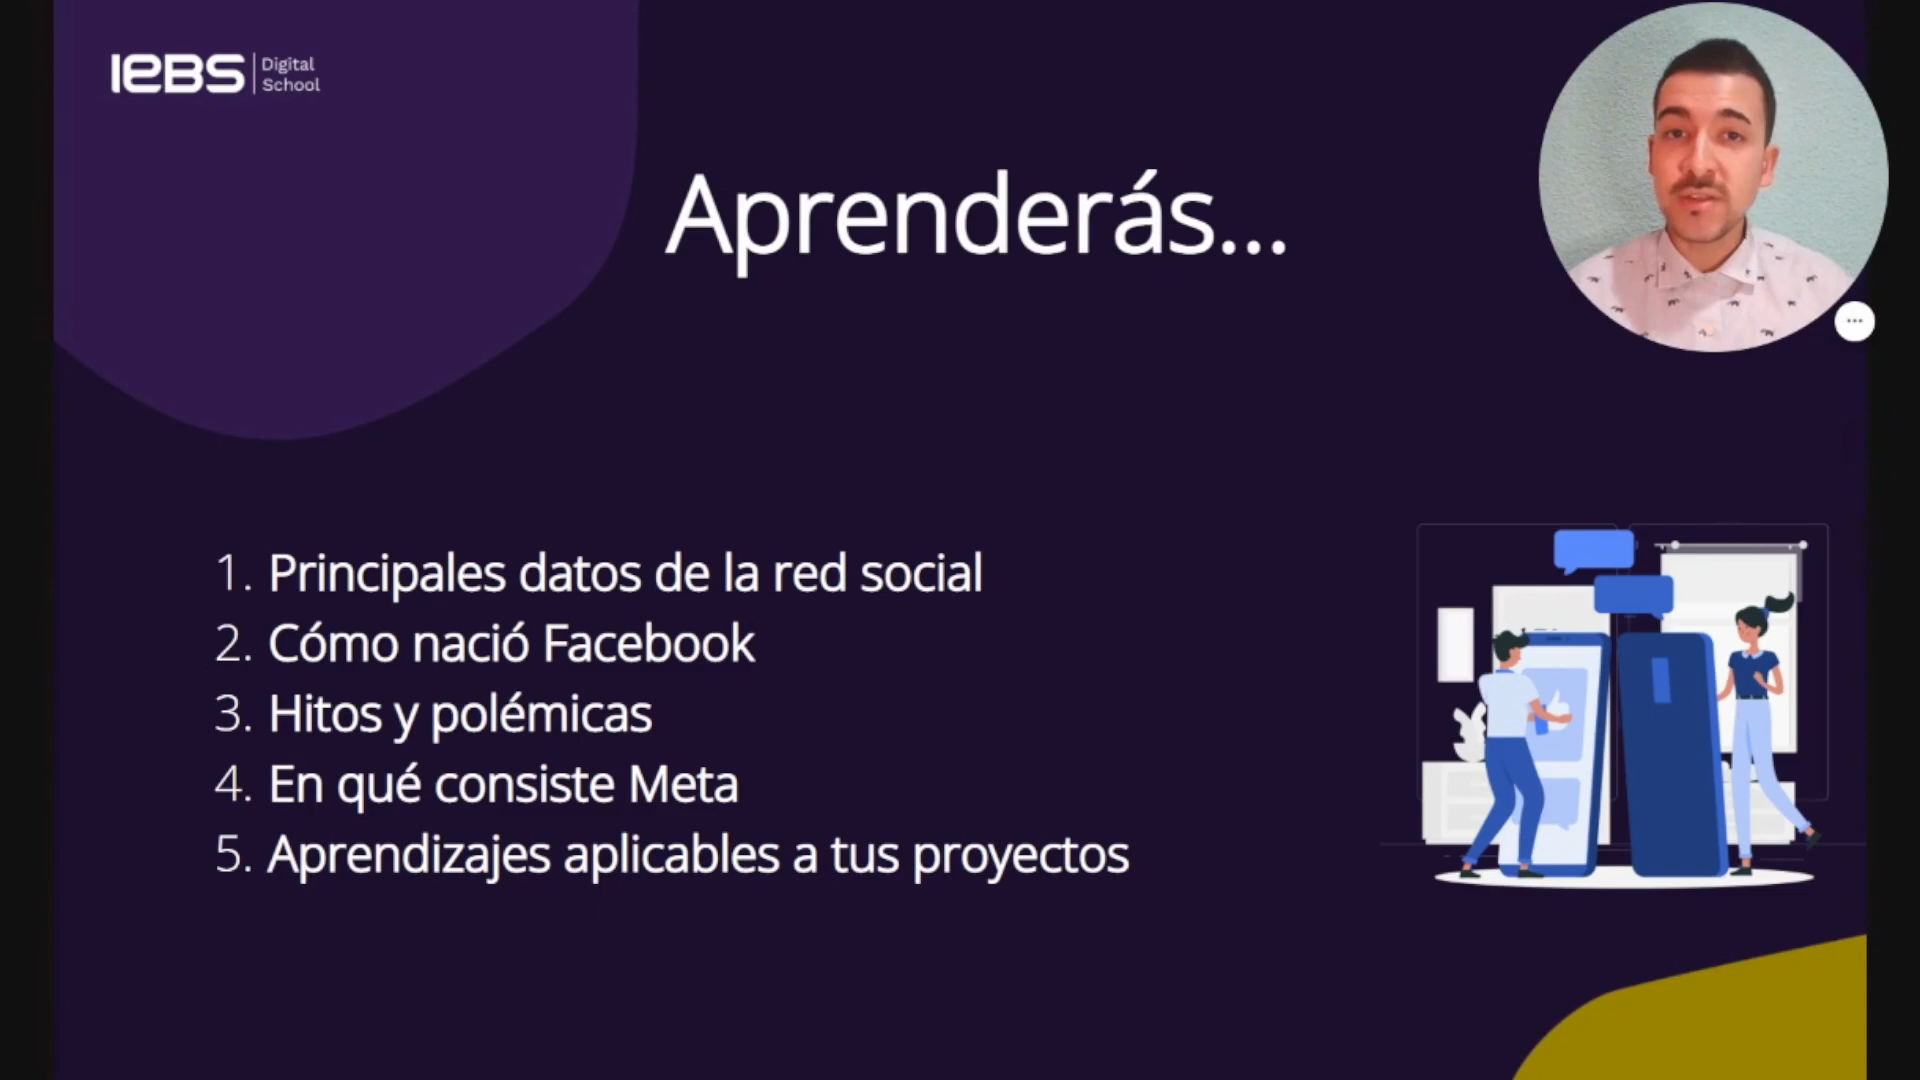 IEBS Digital
School
Aprenderás...
1. Principales datos de la red social
2. Cómo nació Facebook
3. Hitos y polémicas
4. En qué consiste Meta
5. Aprendizajes aplicables a tus proyectos